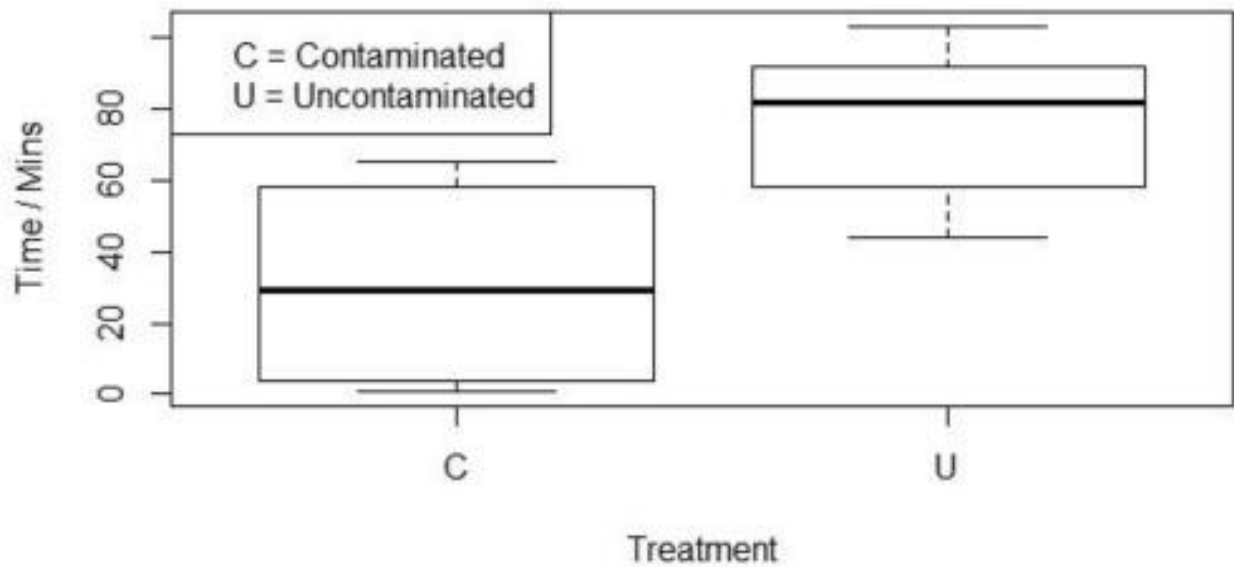 C = Contaminated
U = Uncontaminated
Time / Mins
80
60
40
20
0
C
U
Treatment